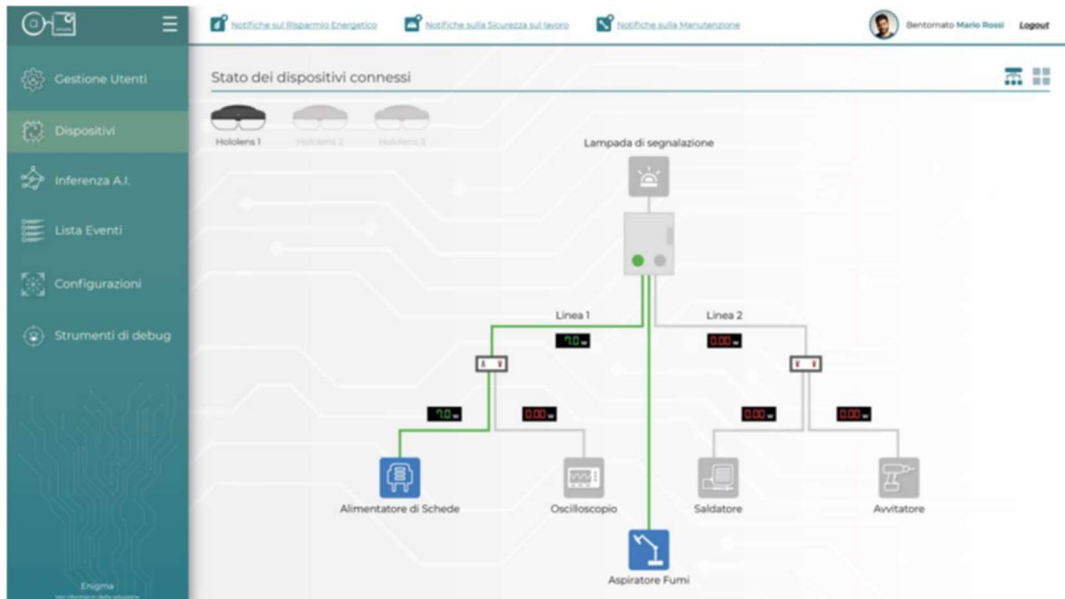 Notifiche sul Risparmio Energetico
Notifiche sulla Sicurezza sul lavoro
Notifiche sulla Manutenzione
Bentornato Mario Rossi
Logout
Gestione Utenti
Dispositivi
Inferenza A.I.
Lista Eventi
Configurazioni
Strumenti di debug
Enigma
Stato dei dispositivi connessi
Hololens 1
Hololens 2
Hololens 3
Lampada di segnalazione
Linea 1
Linea 2
7.0 w
0.00 w
7.0 w
0.00 w
0.00 w
0.00 w
Alimentatore di Schede
Oscilloscopio
Saldatore
Avvitatore
Aspiratore Fumi